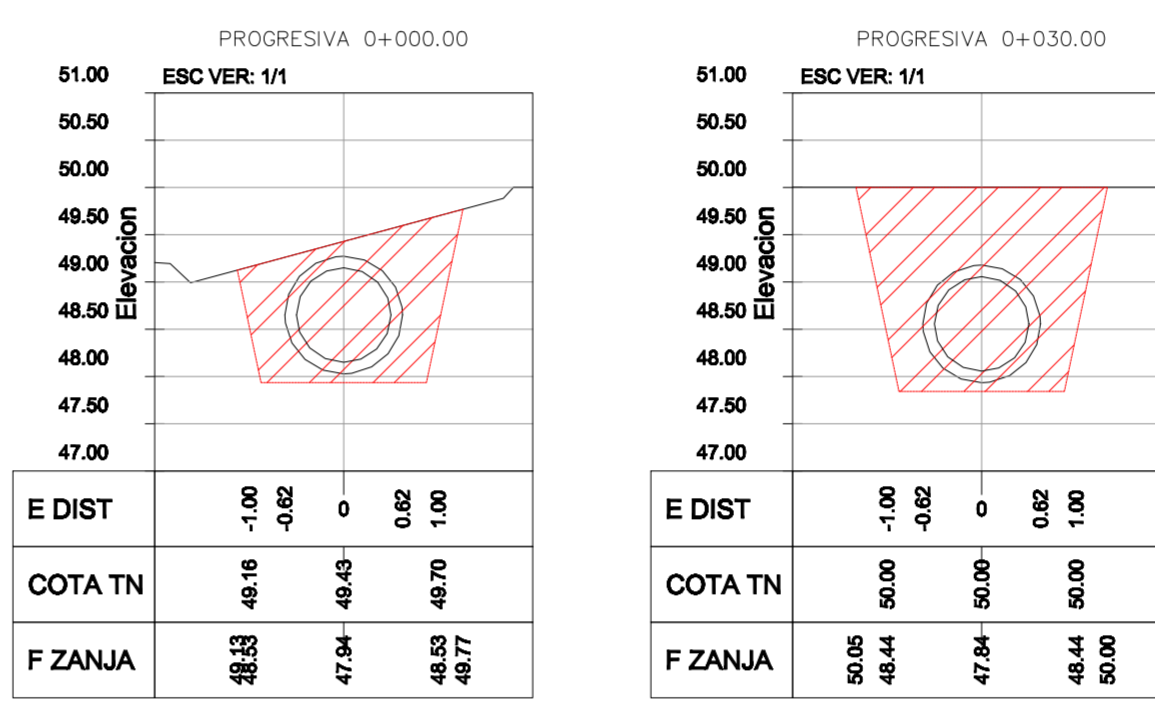 PROGRESIVA 0+000.00
ESC VER: 1/1
51.00
50.50
50.00
49.50
49.00
48.50
48.00
47.50
47.00
Elevacion
E DIST -1.00 -0.62 0 0.62 1.00
COTA TN 49.16 49.43 49.70
F ZANJA 49.13 48.53 47.94 48.53 49.77
PROGRESIVA 0+030.00
ESC VER: 1/1
51.00
50.50
50.00
49.50
49.00
48.50
48.00
47.50
47.00
Elevacion
E DIST -1.00 -0.62 0 0.62 1.00
COTA TN 50.00 50.00 50.00
F ZANJA 50.05 48.44 47.84 48.44 50.00